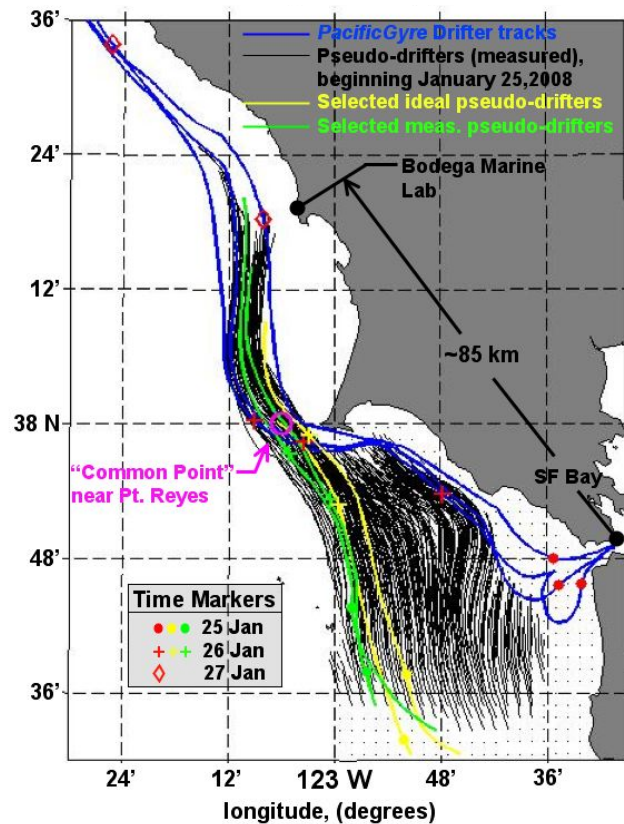 36'
24'
12'
38 N
48'
36'
PacificGyre Drifter tracks
Pseudo-drifters (measured),
beginning January 25,2008
Selected ideal pseudo-drifters
Selected meas. pseudo-drifters
Bodega Marine
Lab
~85 km
"Common Point"
near Pt. Reyes
SF Bay
Time Markers
25 Jan
26 Jan
27 Jan
24'
12'
123 W
48'
36'
longitude, (degrees)